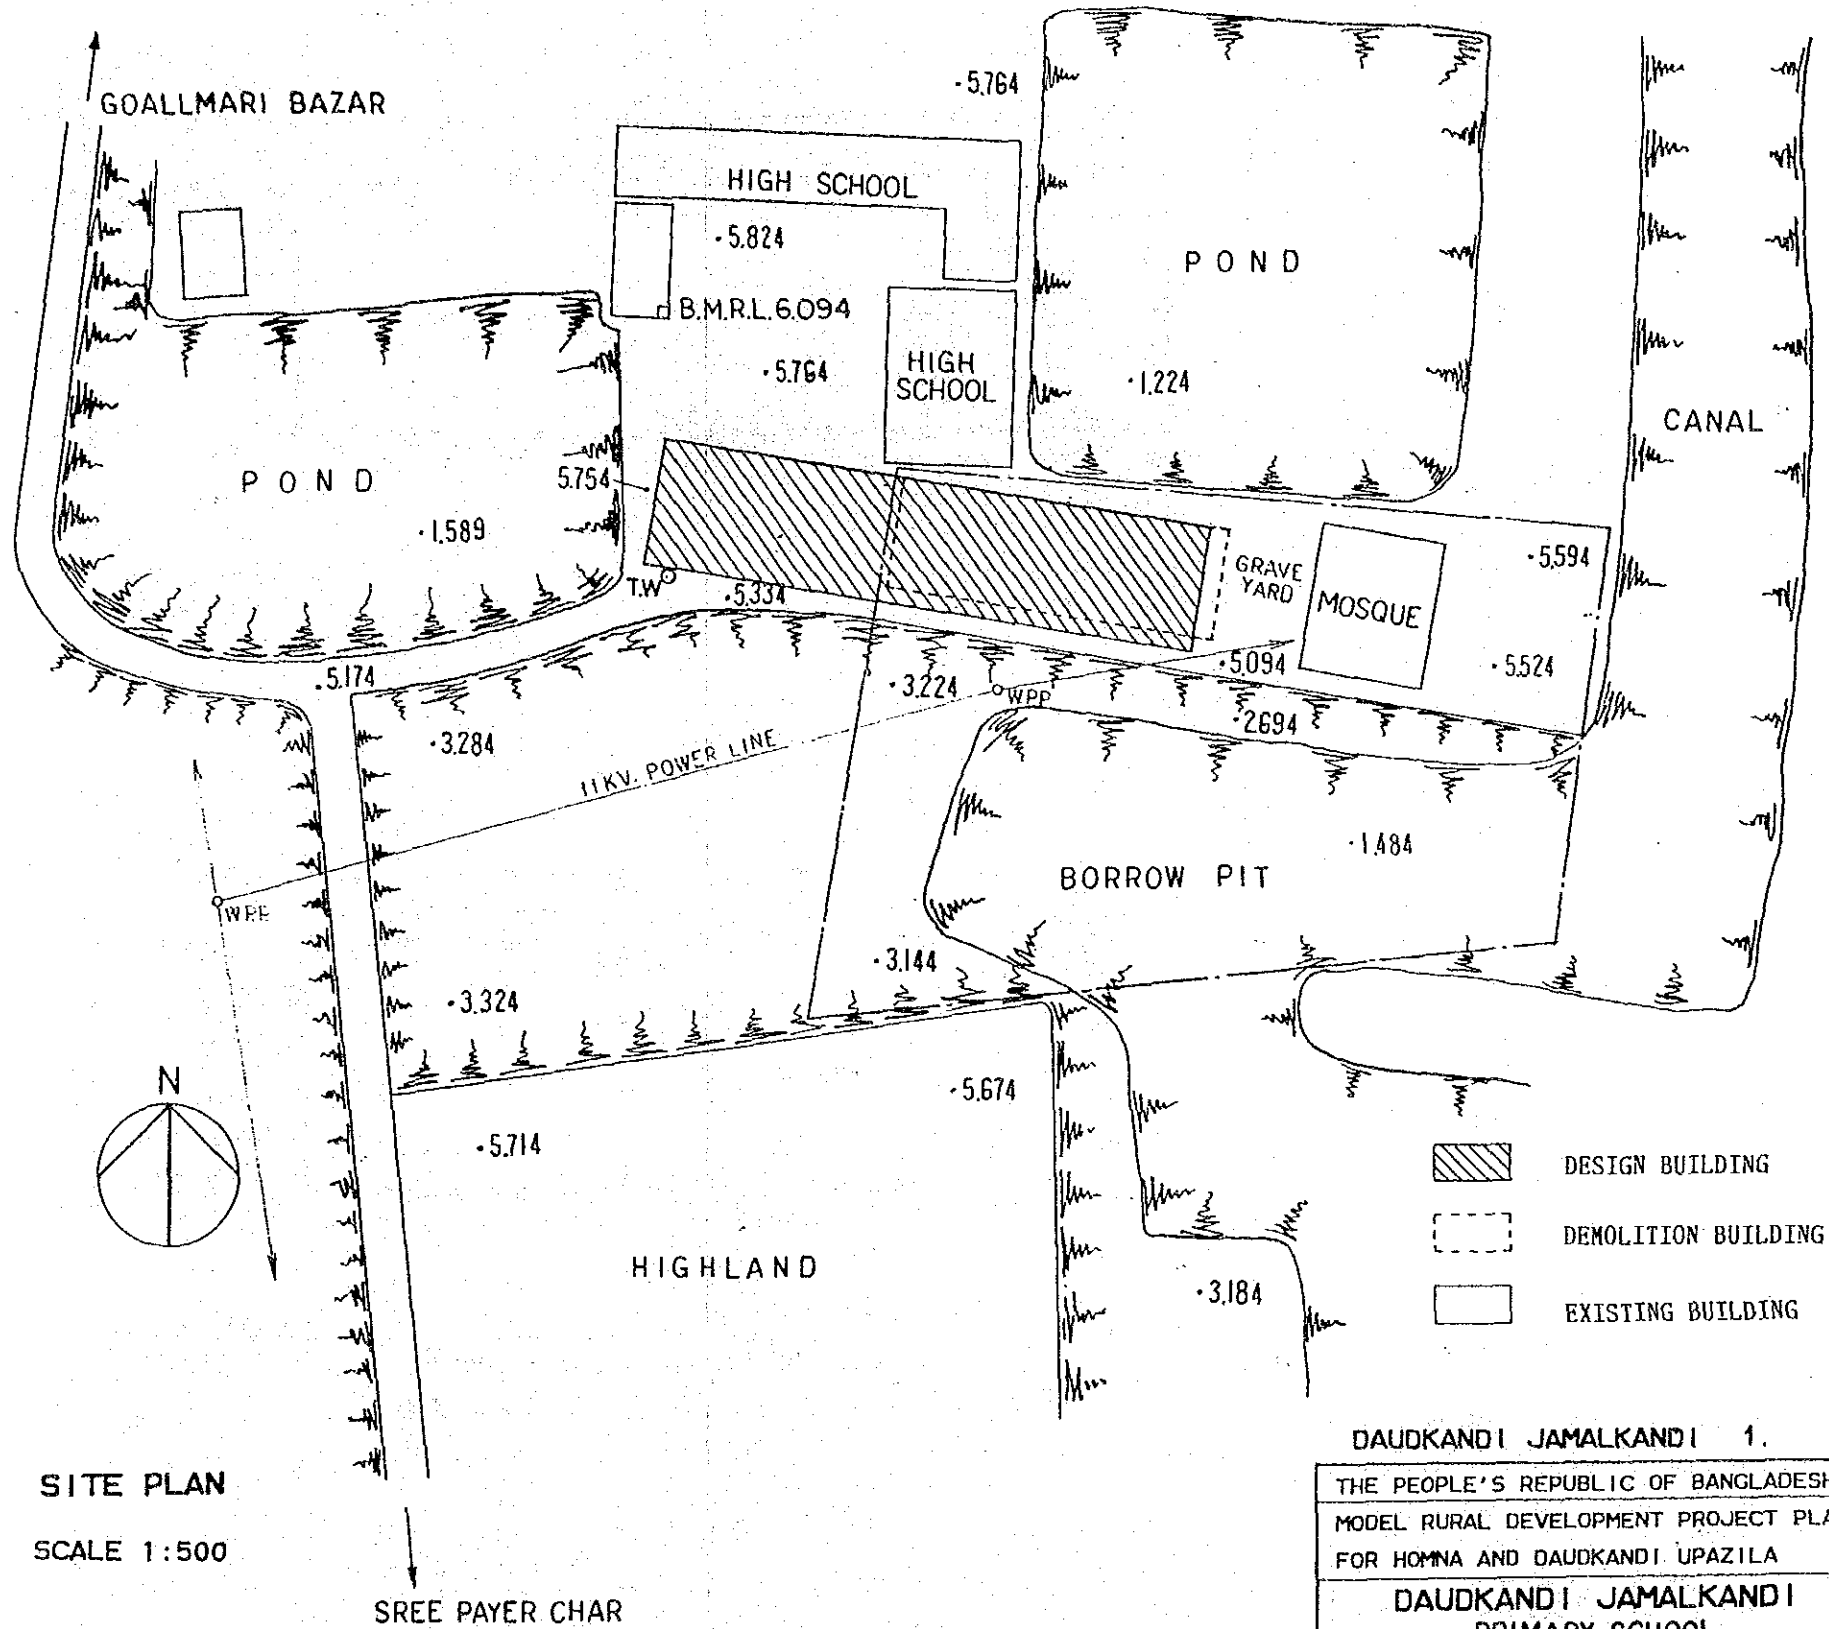 GOALLMARI BAZAR
·5.764
HIGH SCHOOL
·5.824
POND
B.M.R.L.6.094
·5.764
HIGH
SCHOOL
·1.224
CANAL
POND
5.754
·1.589
·5.594
GRAVE
YARD
T.W
·5.334
MOSQUE
·5.174
·3.224
·5.094
·5.524
WPP
·3.284
·2.694
11KV. POWER LINE
·1.484
BORROW PIT
WPP
·3.144
·3.324
N
·5.674
·5.714
DESIGN BUILDING
DEMOLITION BUILDING
HIGHLAND
·3.184
EXISTING BUILDING
DAUDKANDI JAMALKANDI 1.
SITE PLAN
THE PEOPLE'S REPUBLIC OF BANGLADESH
MODEL RURAL DEVELOPMENT PROJECT PLA
SCALE 1:500
FOR HOMNA AND DAUDKANDI UPAZILA
DAUDKANDI JAMALKANDI
PRIMARY SCHOOL
SREE PAYER CHAR